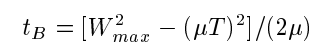 $t_B = [W_{max}^2 - (\mu T)^2]/(2\mu)$